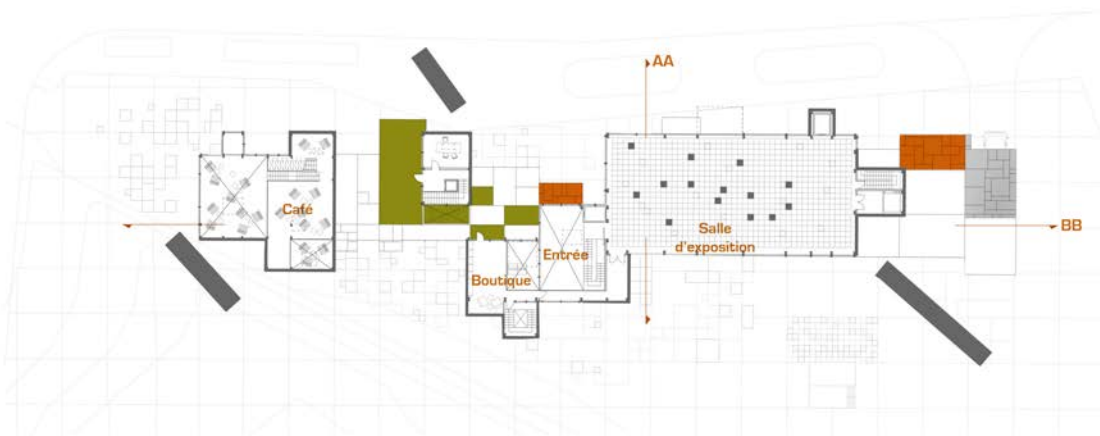 AA
Café
Boutique
Entrée
Salle
d'exposition
BB